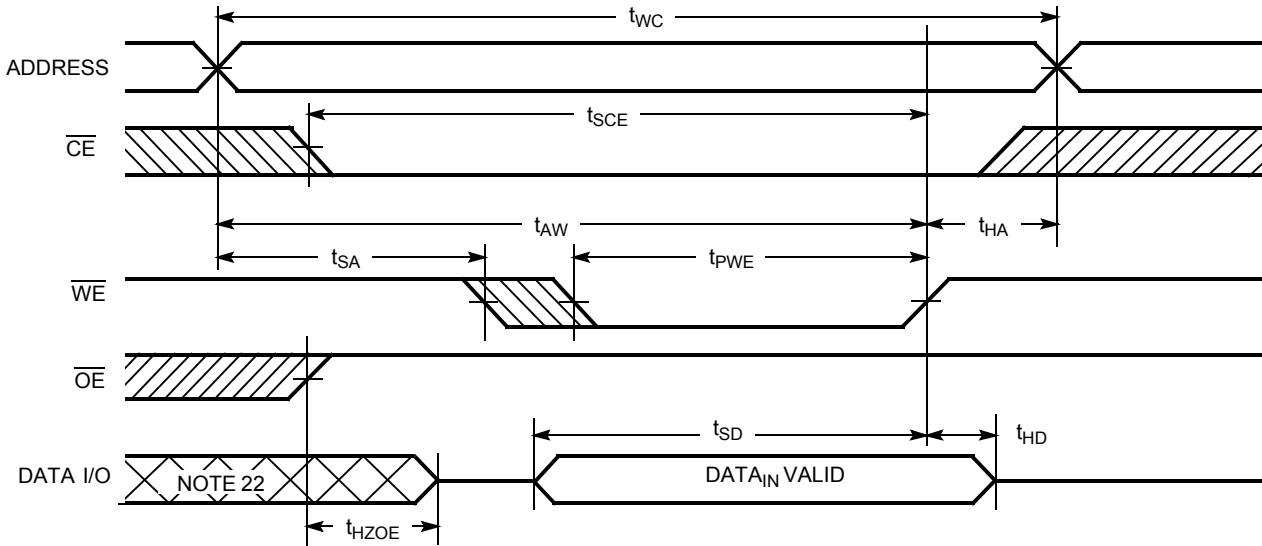 tWC
ADDRESS
tSCE
CE
tAW
tHA
tSA
tPWE
WE
OE
tSD
tHD
DATA I/O
NOTE 22
DATAIN VALID
tHZOE